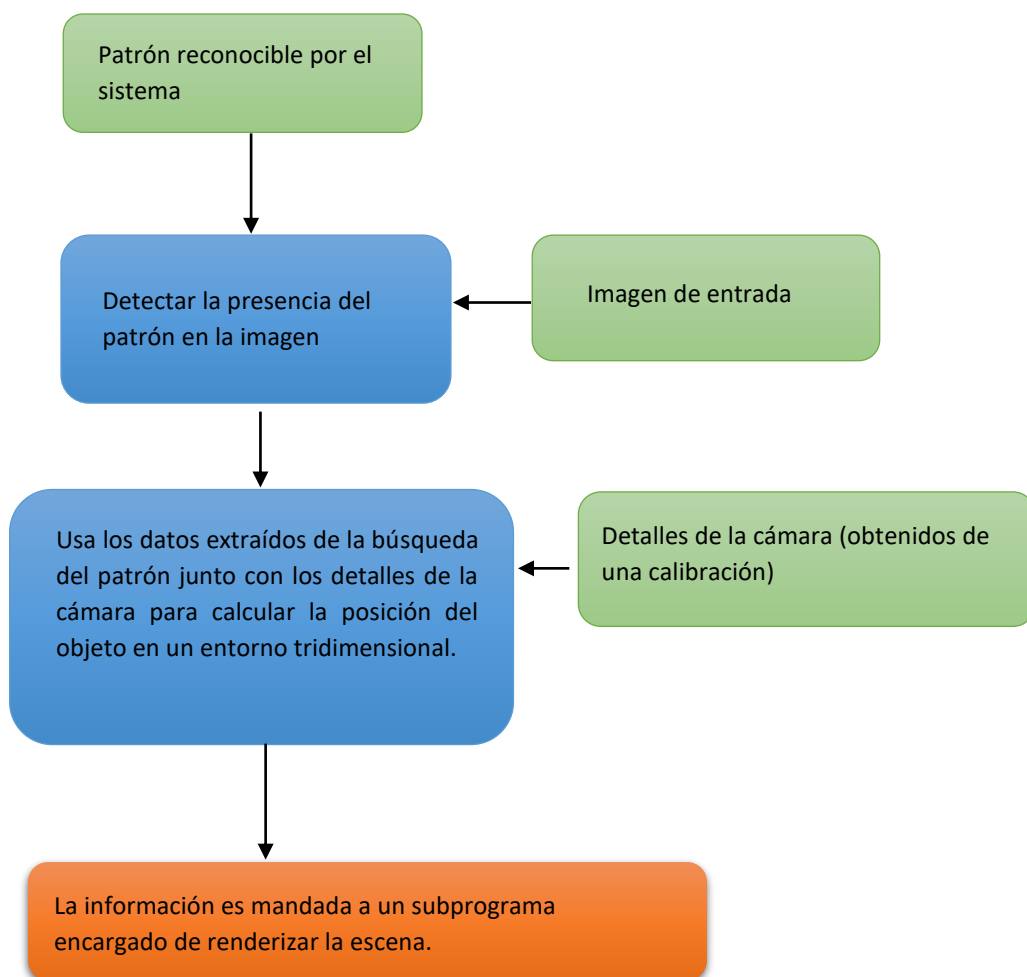 Patrón reconocible por el
sistema
Detectar la presencia del
patrón en la imagen
Imagen de entrada
Usa los datos extraídos de la búsqueda
del patrón junto con los detalles de la
cámara para calcular la posición del
objeto en un entorno tridimensional.
Detalles de la cámara (obtenidos de
una calibración)
La información es mandada a un subprograma
encargado de renderizar la escena.